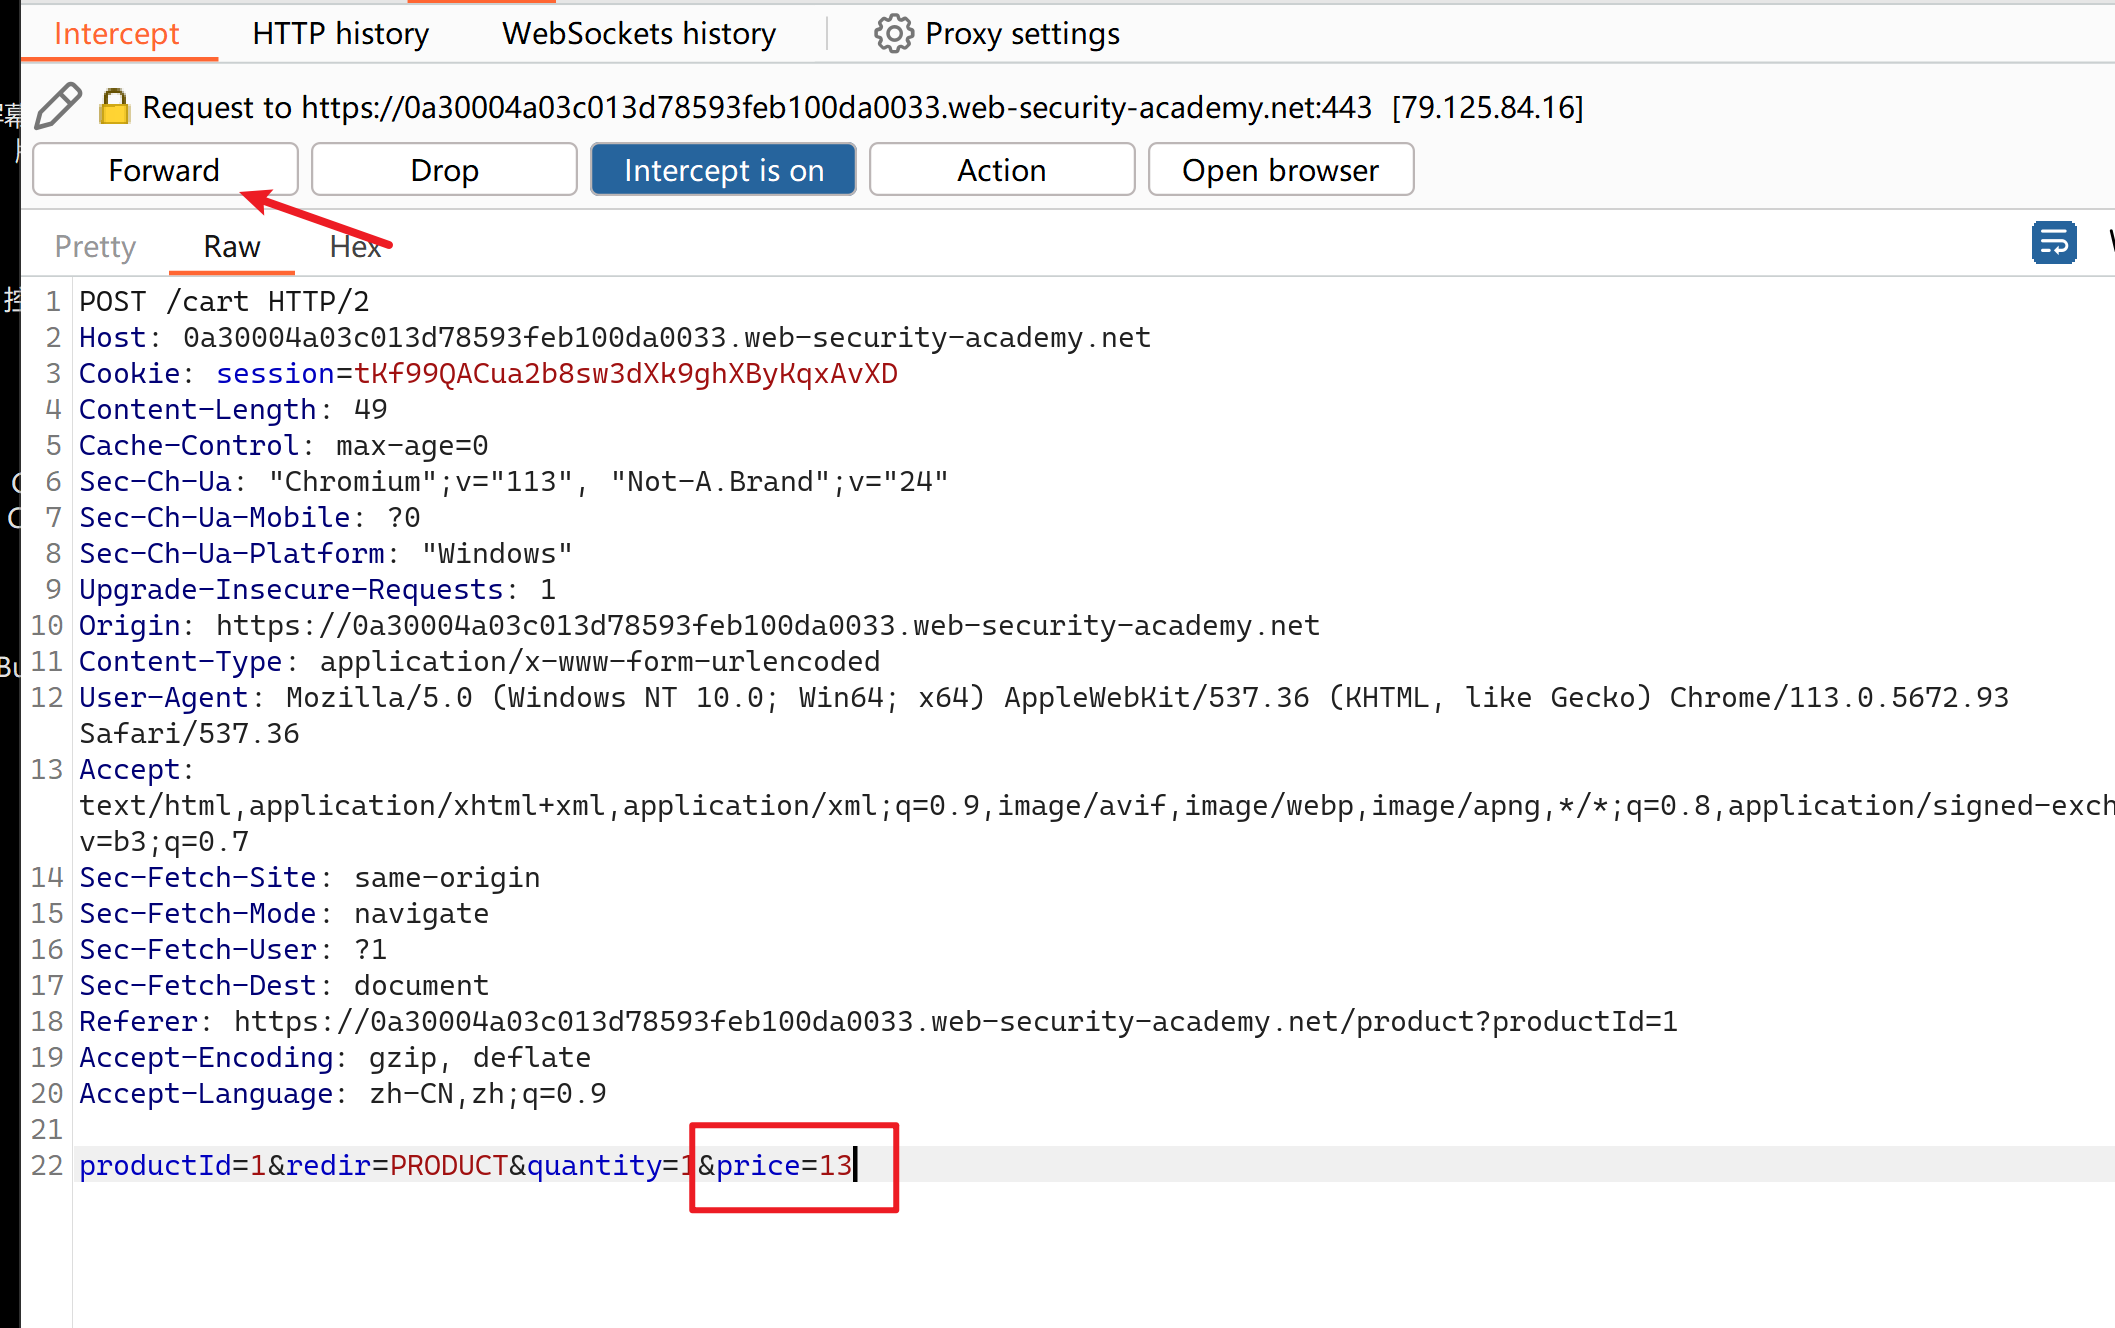 Intercept HTTP history WebSockets history Proxy settings
Request to https://0a30004a03c013d78593feb100da0033.web-security-academy.net:443 [79.125.84.16]
Forward Drop Intercept is on Action Open browser
Pretty Raw Hex
1 POST /cart HTTP/2
2 Host: 0a30004a03c013d78593feb100da0033.web-security-academy.net
3 Cookie: session=tKf99QACua2b8sw3dXk9ghXByKqxAvXD
4 Content-Length: 49
5 Cache-Control: max-age=0
6 Sec-Ch-Ua: "Chromium";v="113", "Not-A.Brand";v="24"
7 Sec-Ch-Ua-Mobile: ?0
8 Sec-Ch-Ua-Platform: "Windows"
9 Upgrade-Insecure-Requests: 1
10 Origin: https://0a30004a03c013d78593feb100da0033.web-security-academy.net
11 Content-Type: application/x-www-form-urlencoded
12 User-Agent: Mozilla/5.0 (Windows NT 10.0; Win64; x64) AppleWebKit/537.36 (KHTML, like Gecko) Chrome/113.0.5672.93
Safari/537.36
13 Accept:
text/html,application/xhtml+xml,application/xml;q=0.9,image/avif,image/webp,image/apng,*/*;q=0.8,application/signed-exch
v=b3;q=0.7
14 Sec-Fetch-Site: same-origin
15 Sec-Fetch-Mode: navigate
16 Sec-Fetch-User: ?1
17 Sec-Fetch-Dest: document
18 Referer: https://0a30004a03c013d78593feb100da0033.web-security-academy.net/product?productId=1
19 Accept-Encoding: gzip, deflate
20 Accept-Language: zh-CN,zh;q=0.9
21
22 productId=1&redir=PRODUCT&quantity=1&price=13